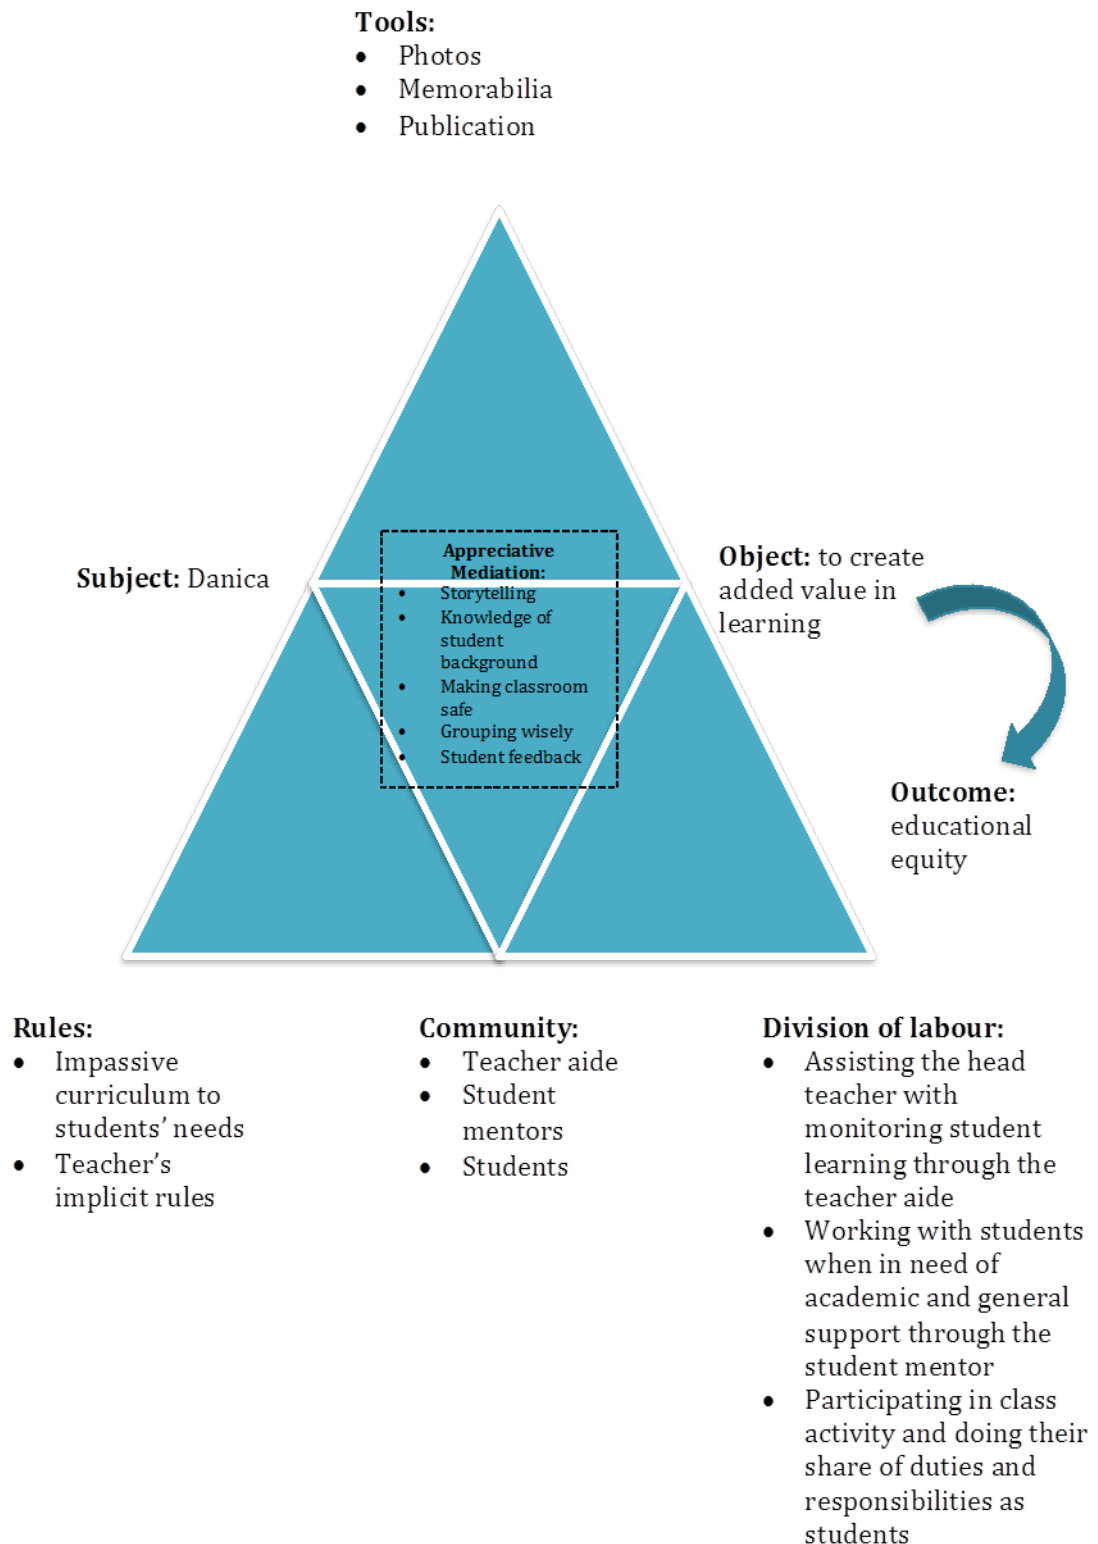 Tools:
• Photos
• Memorabilia
• Publication
Appreciative
Mediation:
• Storytelling
• Knowledge of
student
background
• Making classroom
safe
• Grouping wisely
• Student feedback
Subject: Danica
Object: to create
added value in
learning
Outcome:
educational
equity
Rules:
• Impassive
curriculum to
students’ needs
• Teacher’s
implicit rules
Community:
• Teacher aide
• Student
mentors
• Students
Division of labour:
• Assisting the head
teacher with
monitoring student
learning through the
teacher aide
• Working with students
when in need of
academic and general
support through the
student mentor
• Participating in class
activity and doing their
share of duties and
responsibilities as
students